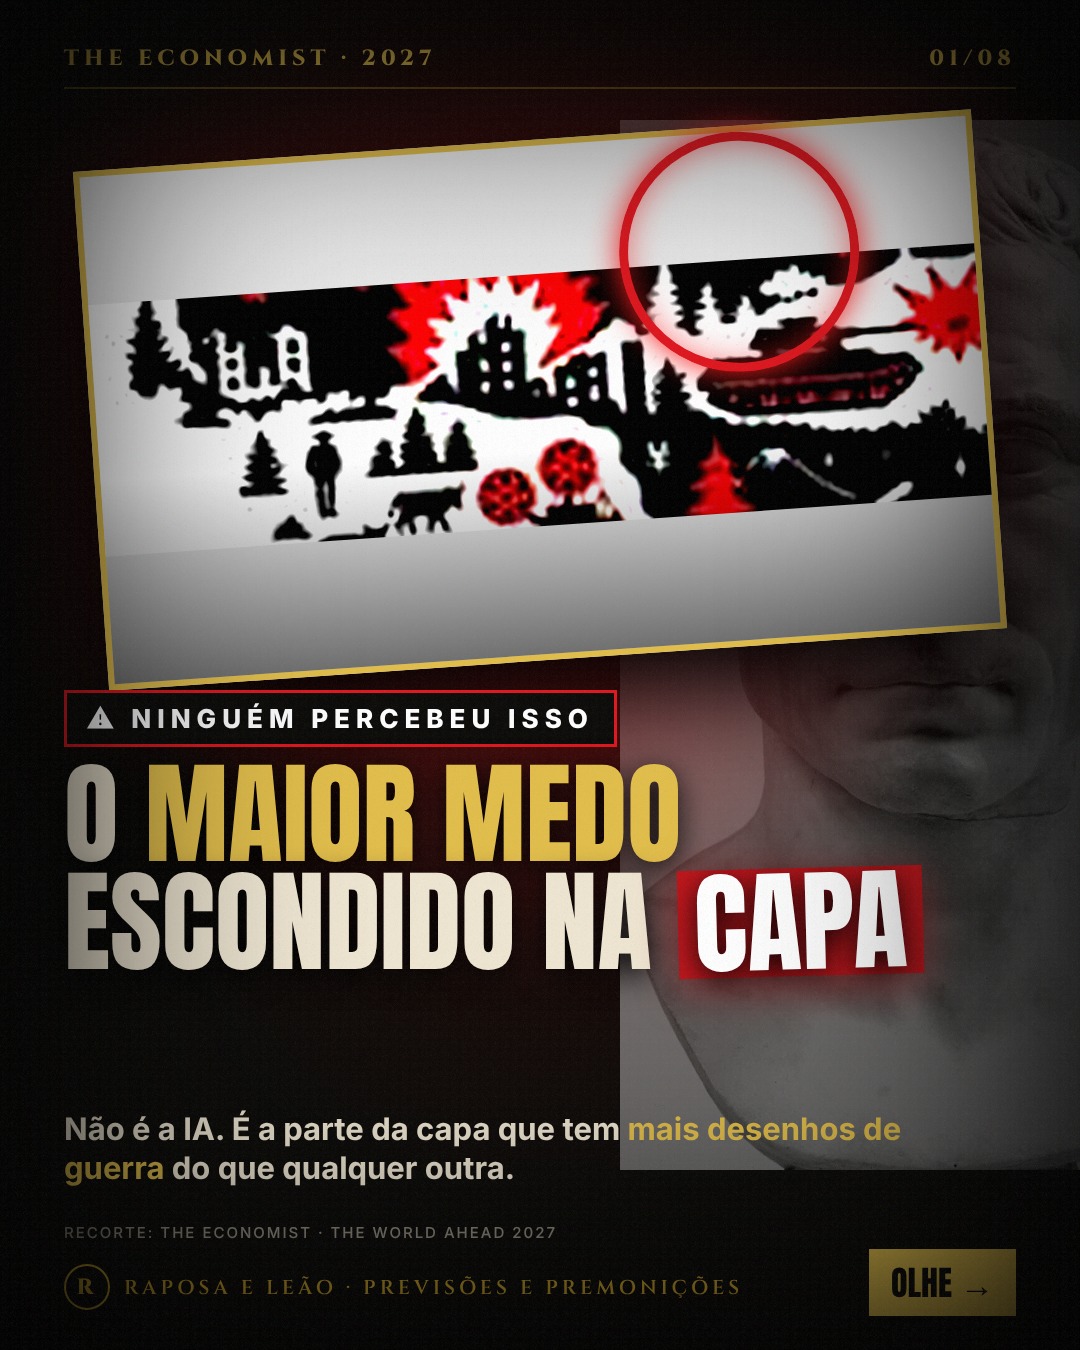 THE ECONOMIST · 2027
01/08
⚠ NINGUÉM PERCEBEU ISSO
O MAIOR MEDO
ESCONDIDO NA CAPA
Não é a IA. É a parte da capa que tem mais desenhos de
guerra do que qualquer outra.
RECORTE: THE ECONOMIST · THE WORLD AHEAD 2027
R RAPOSA E LEÃO · PREVISÕES E PREMONIÇÕES
OLHE →